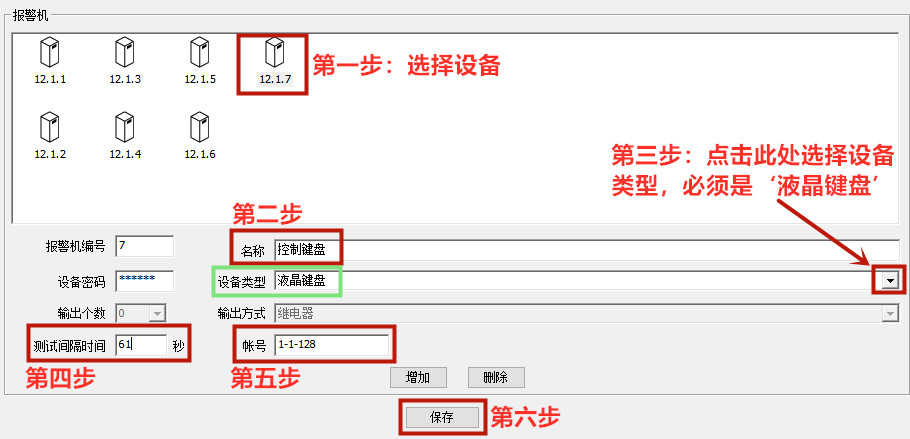 报警机
12.1.1
12.1.3
12.1.5
12.1.7
第一步：选择设备
12.1.2
12.1.4
12.1.6
第三步：点击此处选择设备
类型，必须是‘液晶键盘’
第二步
报警机编号 7
名称 控制键盘
设备密码 ******
设备类型 液晶键盘
输出个数 0
输出方式 继电器
测试间隔时间 61 秒
帐号 1-1-128
第四步
第五步
增加
删除
保存
第六步